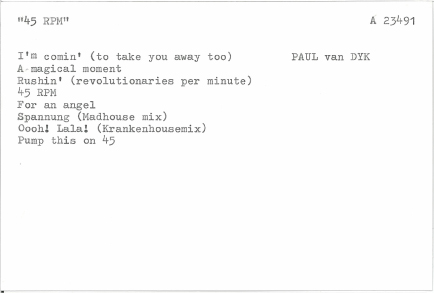 "45 RPM" A 23491
I'm comin' (to take you away too) PAUL van DYK
A magical moment
Rushin' (revolutionaries per minute)
45 RPM
For an angel
Spannung (Madhouse mix)
Oooh! Lala! (Krankenhousemix)
Pump this on 45